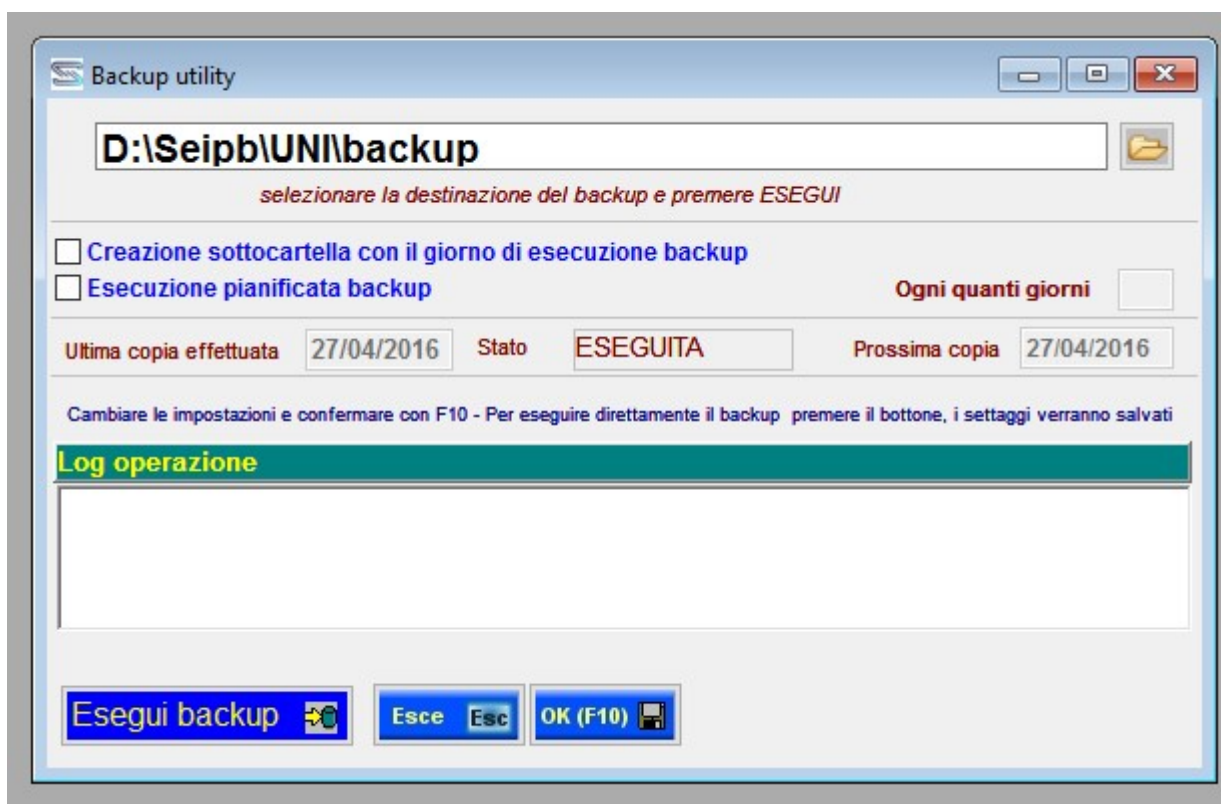 Backup utility
D:\Seipb\UNI\backup
selezionare la destinazione del backup e premere ESEGUI
Creazione sottocartella con il giorno di esecuzione backup
Esecuzione pianificata backup Ogni quanti giorni
Ultima copia effettuata 27/04/2016 Stato ESEGUITA Prossima copia 27/04/2016
Cambiare le impostazioni e confermare con F10 - Per eseguire direttamente il backup premere il bottone, i settaggi verranno salvati
Log operazione
Esegui backup Esce Esc OK (F10)